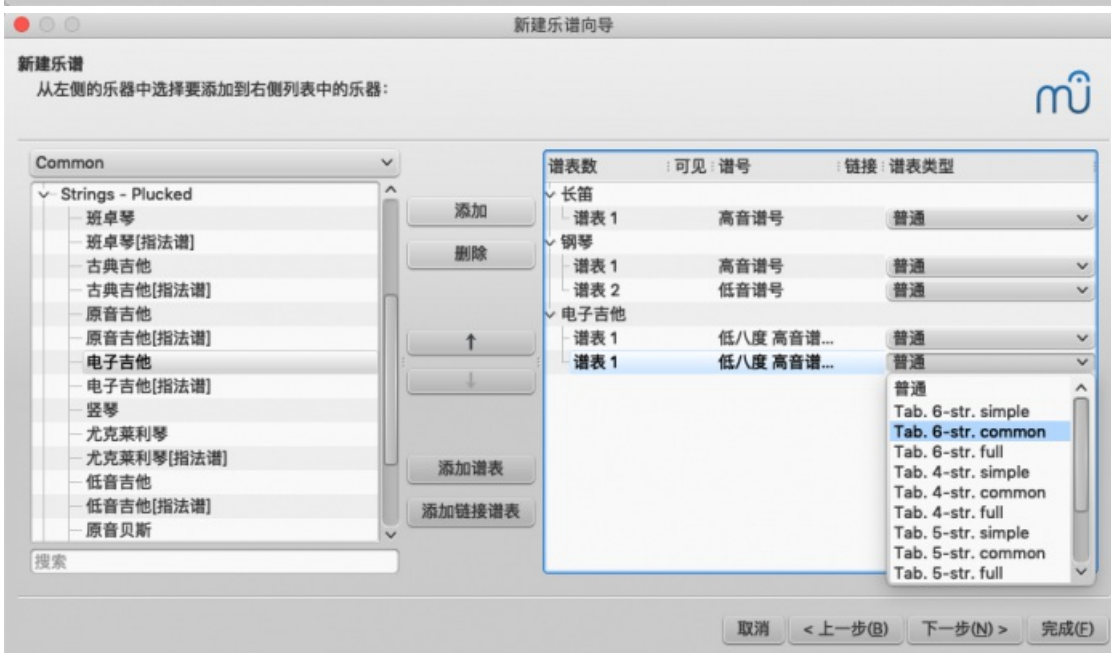 新建乐谱向导
新建乐谱
从左侧的乐器中选择要添加到右侧列表中的乐器：
Common
Strings - Plucked
班卓琴
班卓琴[指法谱]
古典吉他
古典吉他[指法谱]
原音吉他
原音吉他[指法谱]
电子吉他
电子吉他[指法谱]
竖琴
尤克莱利琴
尤克莱利琴[指法谱]
低音吉他
低音吉他[指法谱]
原音贝斯
搜索
添加
删除
↑
↓
添加谱表
添加链接谱表
谱表数 可见 谱号 链接 谱表类型
长笛
谱表 1 高音谱号 普通
钢琴
谱表 1 高音谱号 普通
谱表 2 低音谱号 普通
电子吉他
谱表 1 低八度 高音谱... 普通
谱表 1 低八度 高音谱... 普通
普通
Tab. 6-str. simple
Tab. 6-str. common
Tab. 6-str. full
Tab. 4-str. simple
Tab. 4-str. common
Tab. 4-str. full
Tab. 5-str. simple
Tab. 5-str. common
Tab. 5-str. full
取消 < 上一步(B) 下一步(N) > 完成(F)